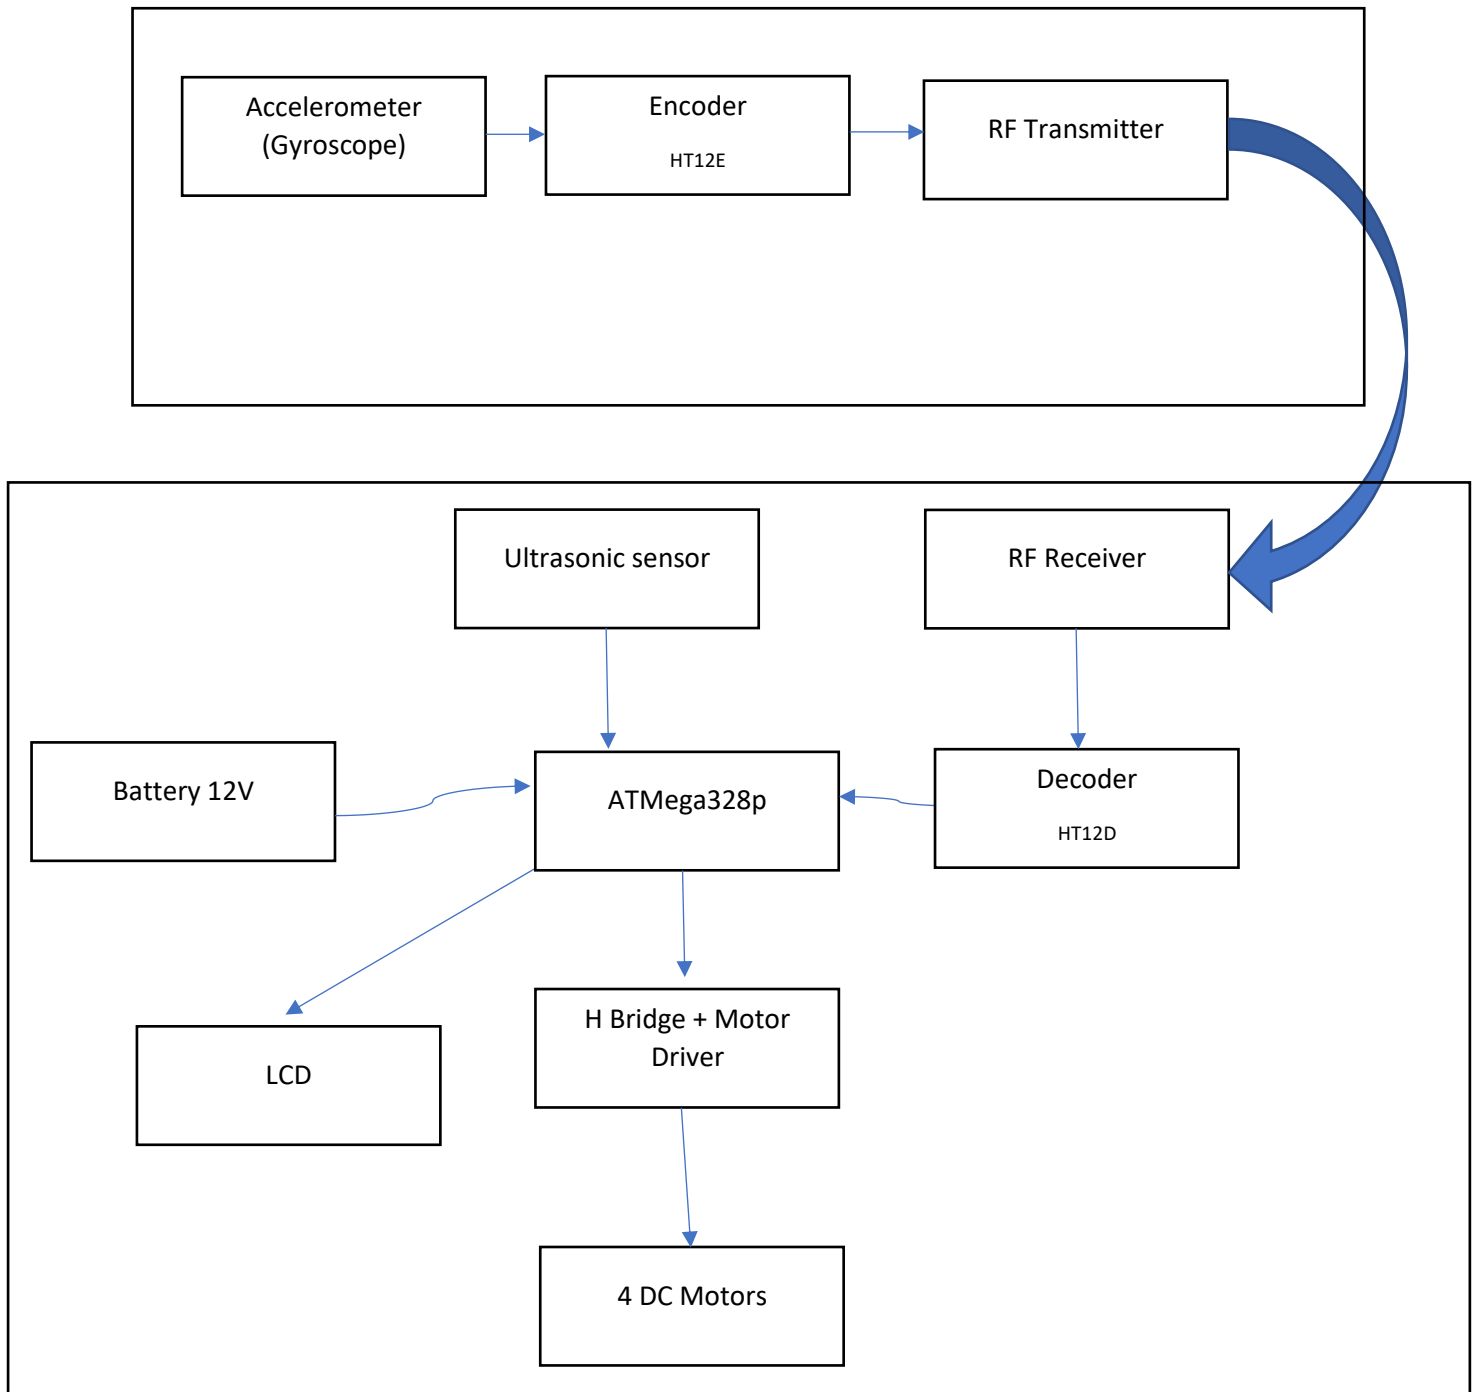 Accelerometer
(Gyroscope)
Encoder
HT12E
RF Transmitter
Ultrasonic sensor
RF Receiver
Battery 12V
ATMega328p
Decoder
HT12D
LCD
H Bridge + Motor
Driver
4 DC Motors